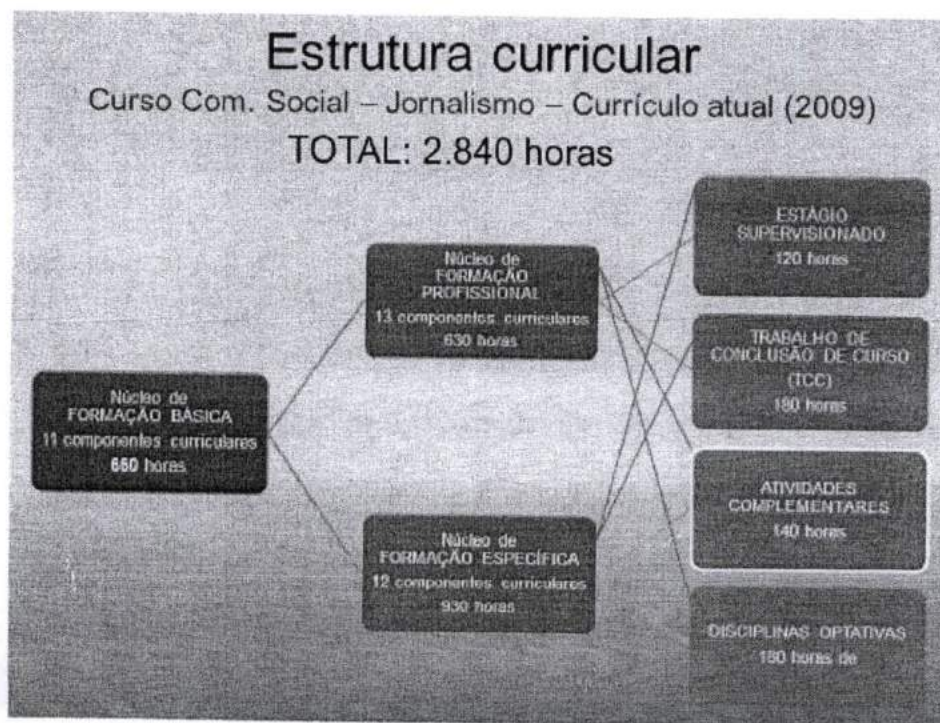 Estrutura curricular
Curso Com. Social – Jornalismo – Currículo atual (2009)
TOTAL: 2.840 horas
Núcleo de
FORMAÇÃO BÁSICA
11 componentes curriculares
660 horas
Núcleo de
FORMAÇÃO
PROFISSIONAL
13 componentes curriculares
630 horas
Núcleo de
FORMAÇÃO ESPECÍFICA
12 componentes curriculares
930 horas
ESTÁGIO
SUPERVISIONADO
120 horas
TRABALHO DE
CONCLUSÃO DE CURSO
(TCC)
180 horas
ATIVIDADES
COMPLEMENTARES
140 horas
DISCIPLINAS OPTATIVAS
180 horas de